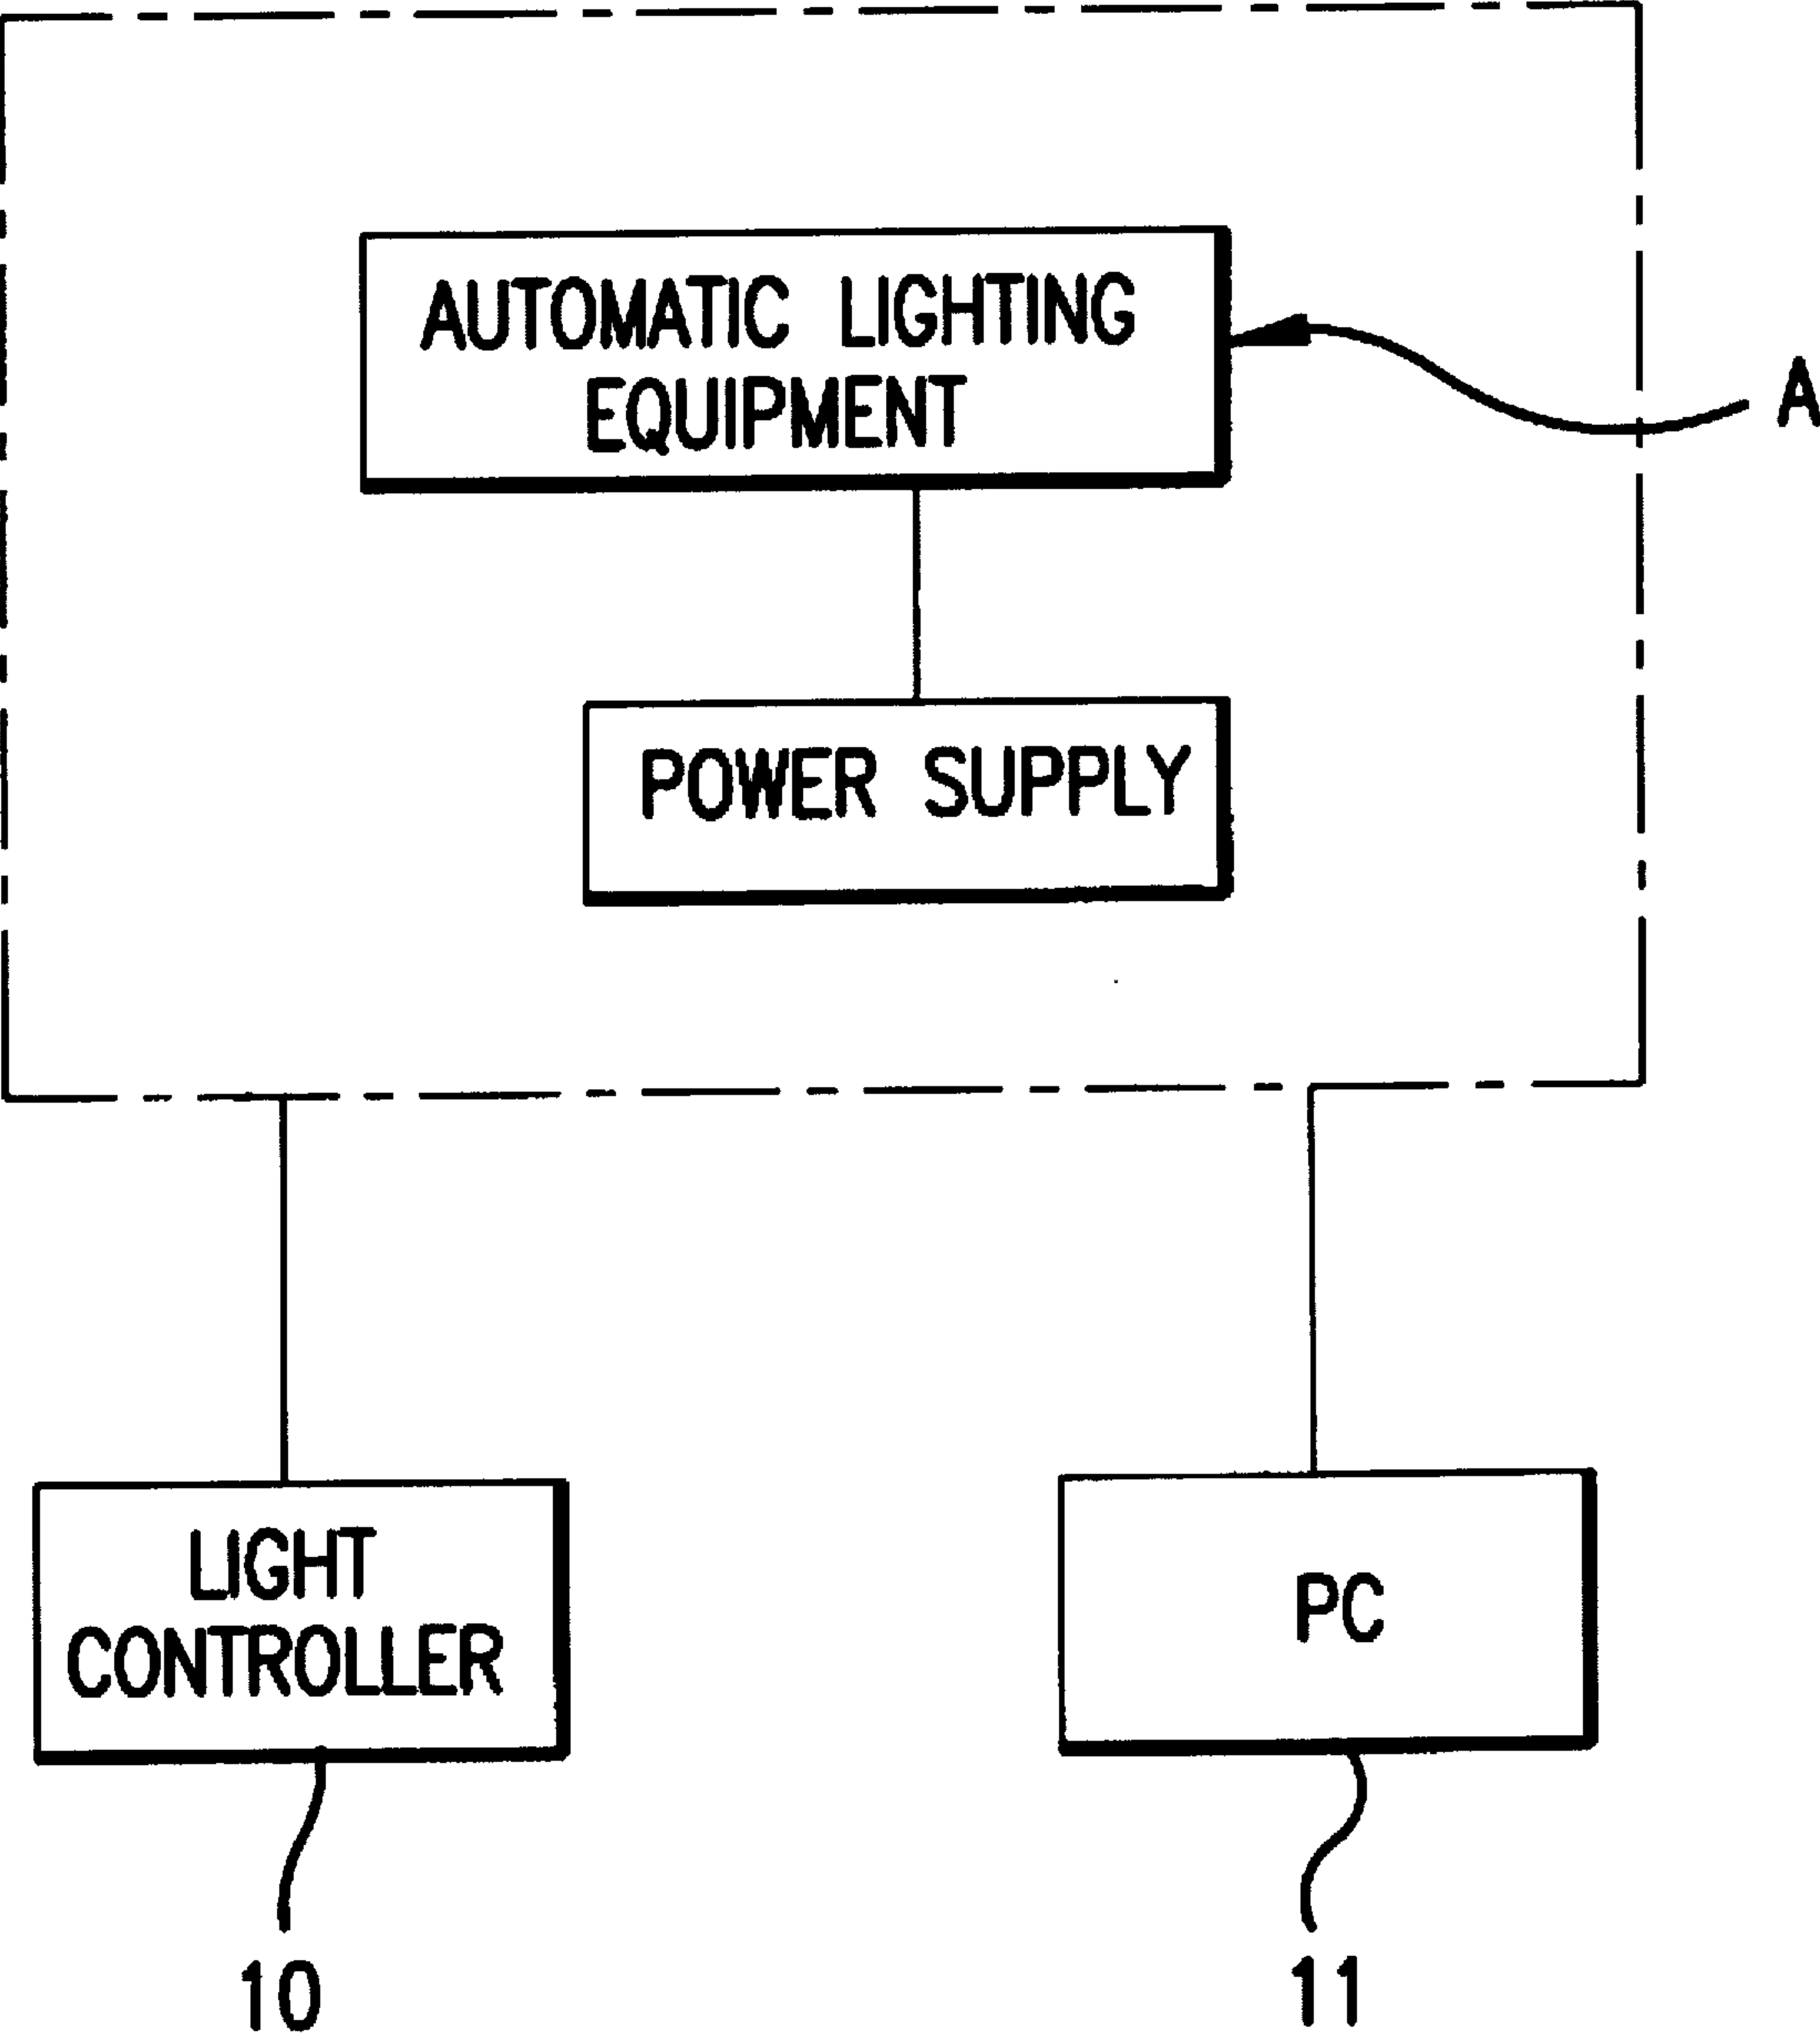 AUTOMATIC LIGHTING
EQUIPMENT
A
POWER SUPPLY
LIGHT
CONTROLLER
PC
10
11